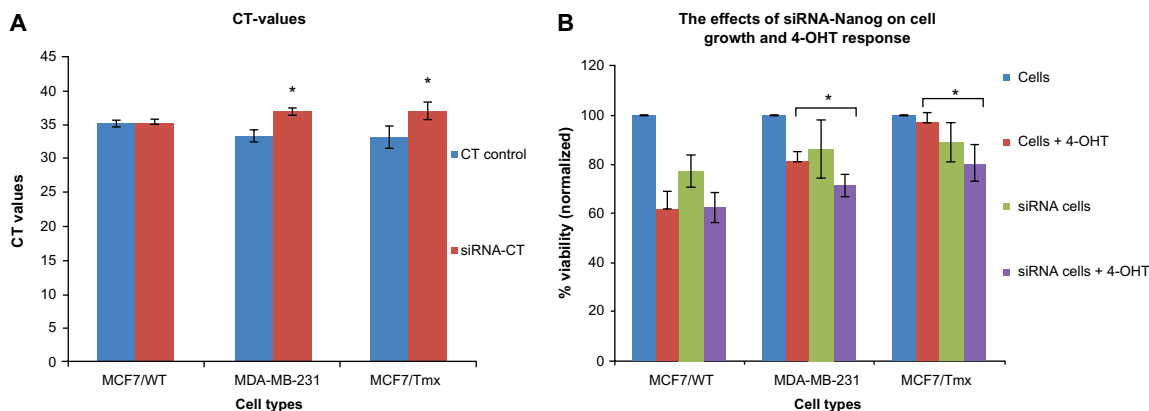 A
CT-values
CT values
45
40
35
30
25
20
15
10
5
0
*
*
CT control
siRNA-CT
MCF7/WT
MDA-MB-231
MCF7/Tmx
Cell types
B
The effects of siRNA-Nanog on cell
growth and 4-OHT response
% viability (normalized)
120
100
80
60
40
20
0
*
*
Cells
Cells + 4-OHT
siRNA cells
siRNA cells + 4-OHT
MCF7/WT
MDA-MB-231
MCF7/Tmx
Cell types